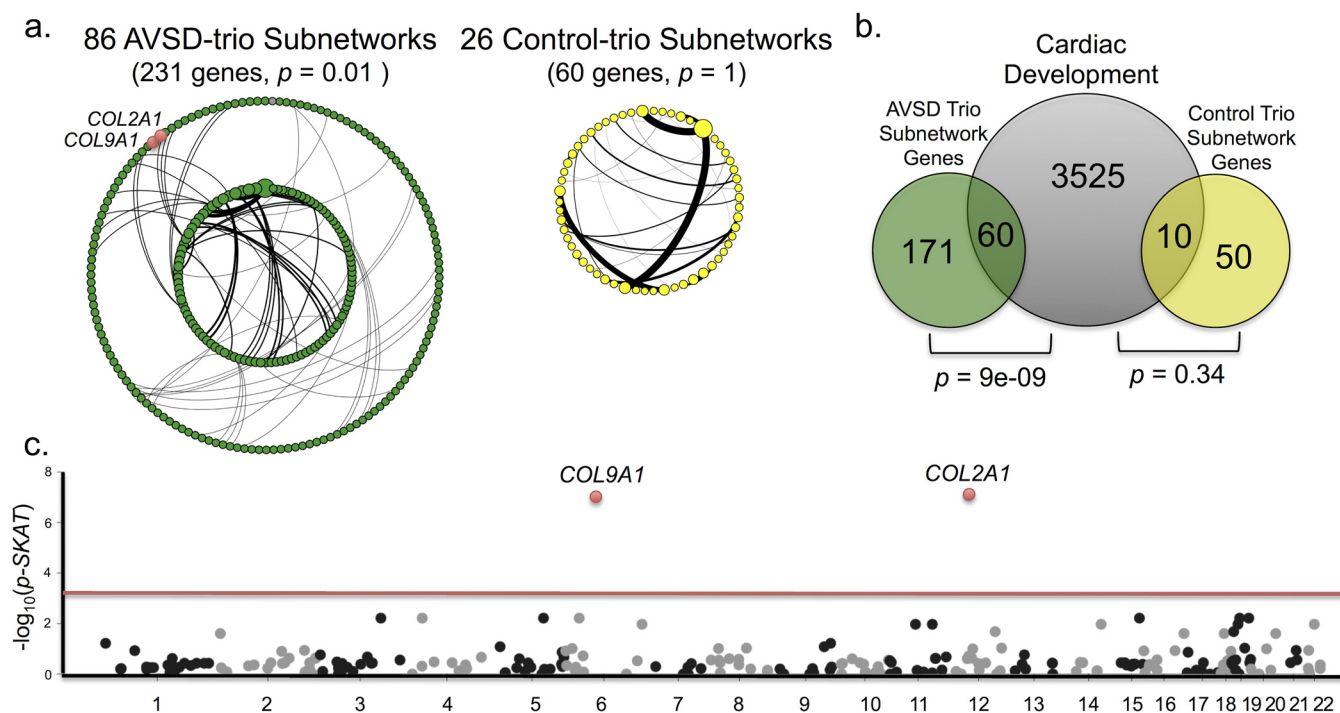 a.
86 AVSD-trio Subnetworks
(231 genes, p = 0.01 )
COL2A1
COL9A1
26 Control-trio Subnetworks
(60 genes, p = 1)
b.
Cardiac
Development
AVSD Trio
Subnetwork
Genes
Control Trio
Subnetwork
Genes
3525
171
60
10
50
p = 9e-09
p = 0.34
c.
-log10(p-SKAT)
8
6
4
2
0
COL9A1
COL2A1
1 2 3 4 5 6 7 8 9 10 11 12 13 14 15 16 17 18 19 20 21 22